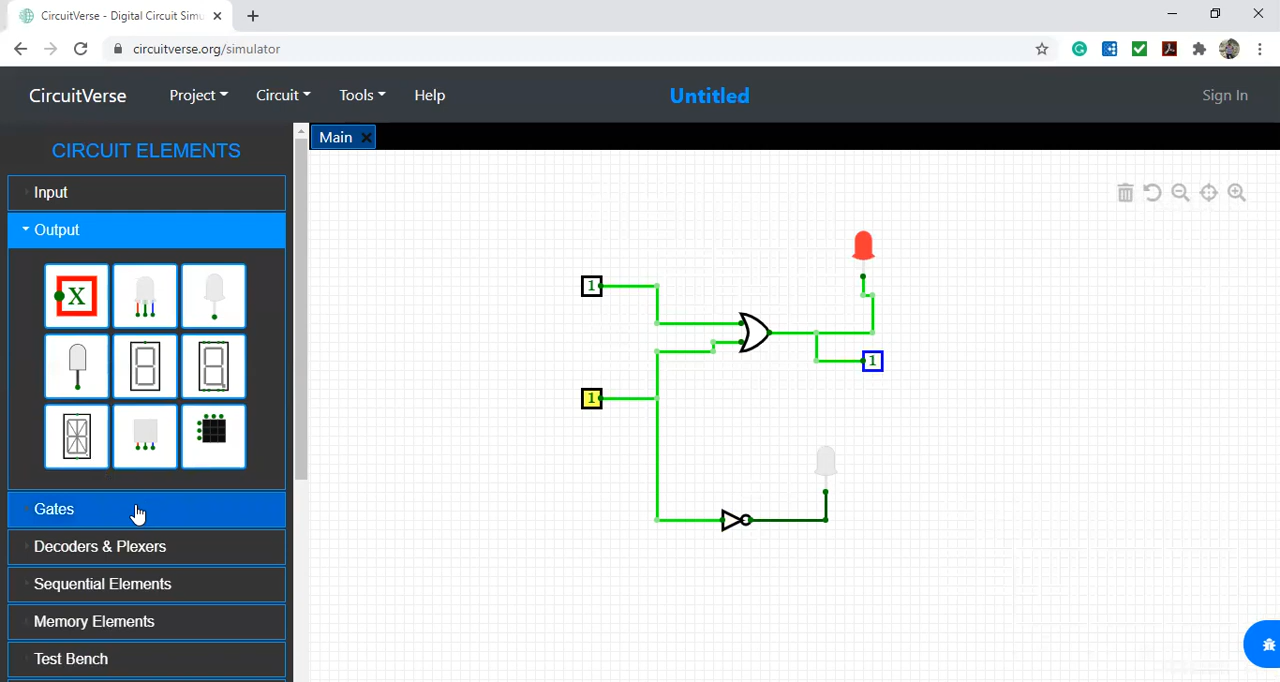 CircuitVerse - Digital Circuit Simu
circuitverse.org/simulator
CircuitVerse Project Circuit Tools Help Untitled Sign In
CIRCUIT ELEMENTS
Main
Input
Output
X
Gates
Decoders & Plexers
Sequential Elements
Memory Elements
Test Bench
1
1
1